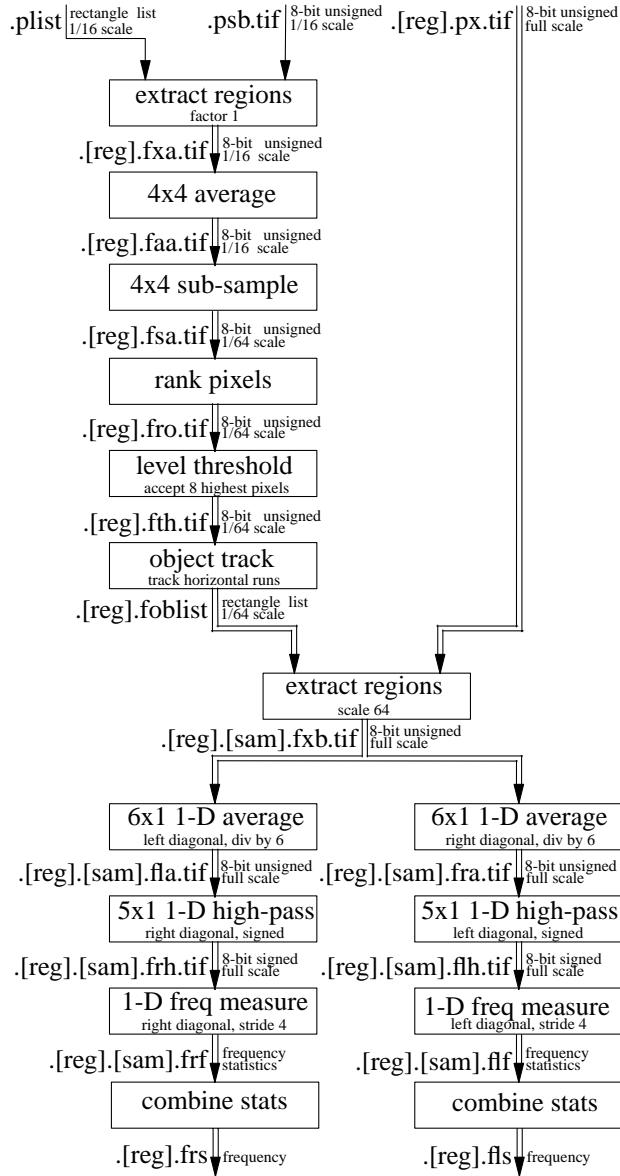 .plist
rectangle list
1/16 scale
.psb.tif
8-bit unsigned
1/16 scale
.[reg].px.tif
8-bit unsigned
full scale
extract regions
factor 1
.[reg].fxa.tif
8-bit unsigned
1/16 scale
4x4 average
.[reg].faa.tif
8-bit unsigned
1/16 scale
4x4 sub-sample
.[reg].fsa.tif
8-bit unsigned
1/64 scale
rank pixels
.[reg].fro.tif
8-bit unsigned
1/64 scale
level threshold
accept 8 highest pixels
.[reg].fth.tif
8-bit unsigned
1/64 scale
object track
track horizontal runs
.[reg].foblist
rectangle list
1/64 scale
extract regions
scale 64
.[reg].[sam].fxb.tif
8-bit unsigned
full scale
6x1 1-D average
left diagonal, div by 6
6x1 1-D average
right diagonal, div by 6
.[reg].[sam].fla.tif
8-bit unsigned
full scale
.[reg].[sam].fra.tif
8-bit unsigned
full scale
5x1 1-D high-pass
right diagonal, signed
5x1 1-D high-pass
left diagonal, signed
.[reg].[sam].frh.tif
8-bit signed
full scale
.[reg].[sam].flh.tif
8-bit signed
full scale
1-D freq measure
right diagonal, stride 4
1-D freq measure
left diagonal, stride 4
.[reg].[sam].frf
frequency
statistics
.[reg].[sam].flf
frequency
statistics
combine stats
combine stats
.[reg].frs
frequency
.[reg].fls
frequency